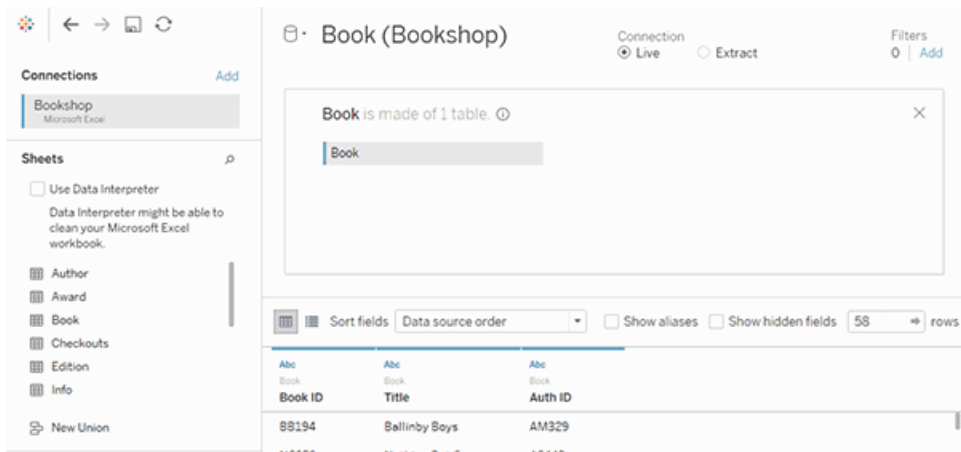 Book (Bookshop)
Connection
Live
Extract
Filters
0 | Add
Connections
Add
Bookshop
Microsoft Excel
Book is made of 1 table.
Book
Sheets
Use Data Interpreter
Data Interpreter might be able to
clean your Microsoft Excel
workbook.
Author
Award
Book
Checkouts
Edition
Info
New Union
Sort fields
Data source order
Show aliases
Show hidden fields
58
rows
Abc
Abc
Abc
Book
Book
Book
Book ID
Title
Auth ID
BB194
Ballinby Boys
AM329